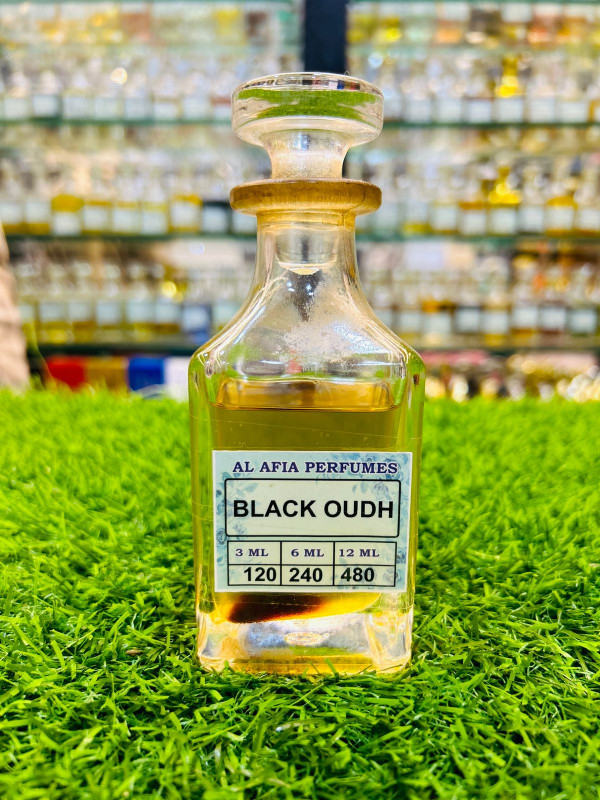 AL AFIA PERFUMES
BLACK OUDH
3 ML 6 ML 12 ML
120 240 480